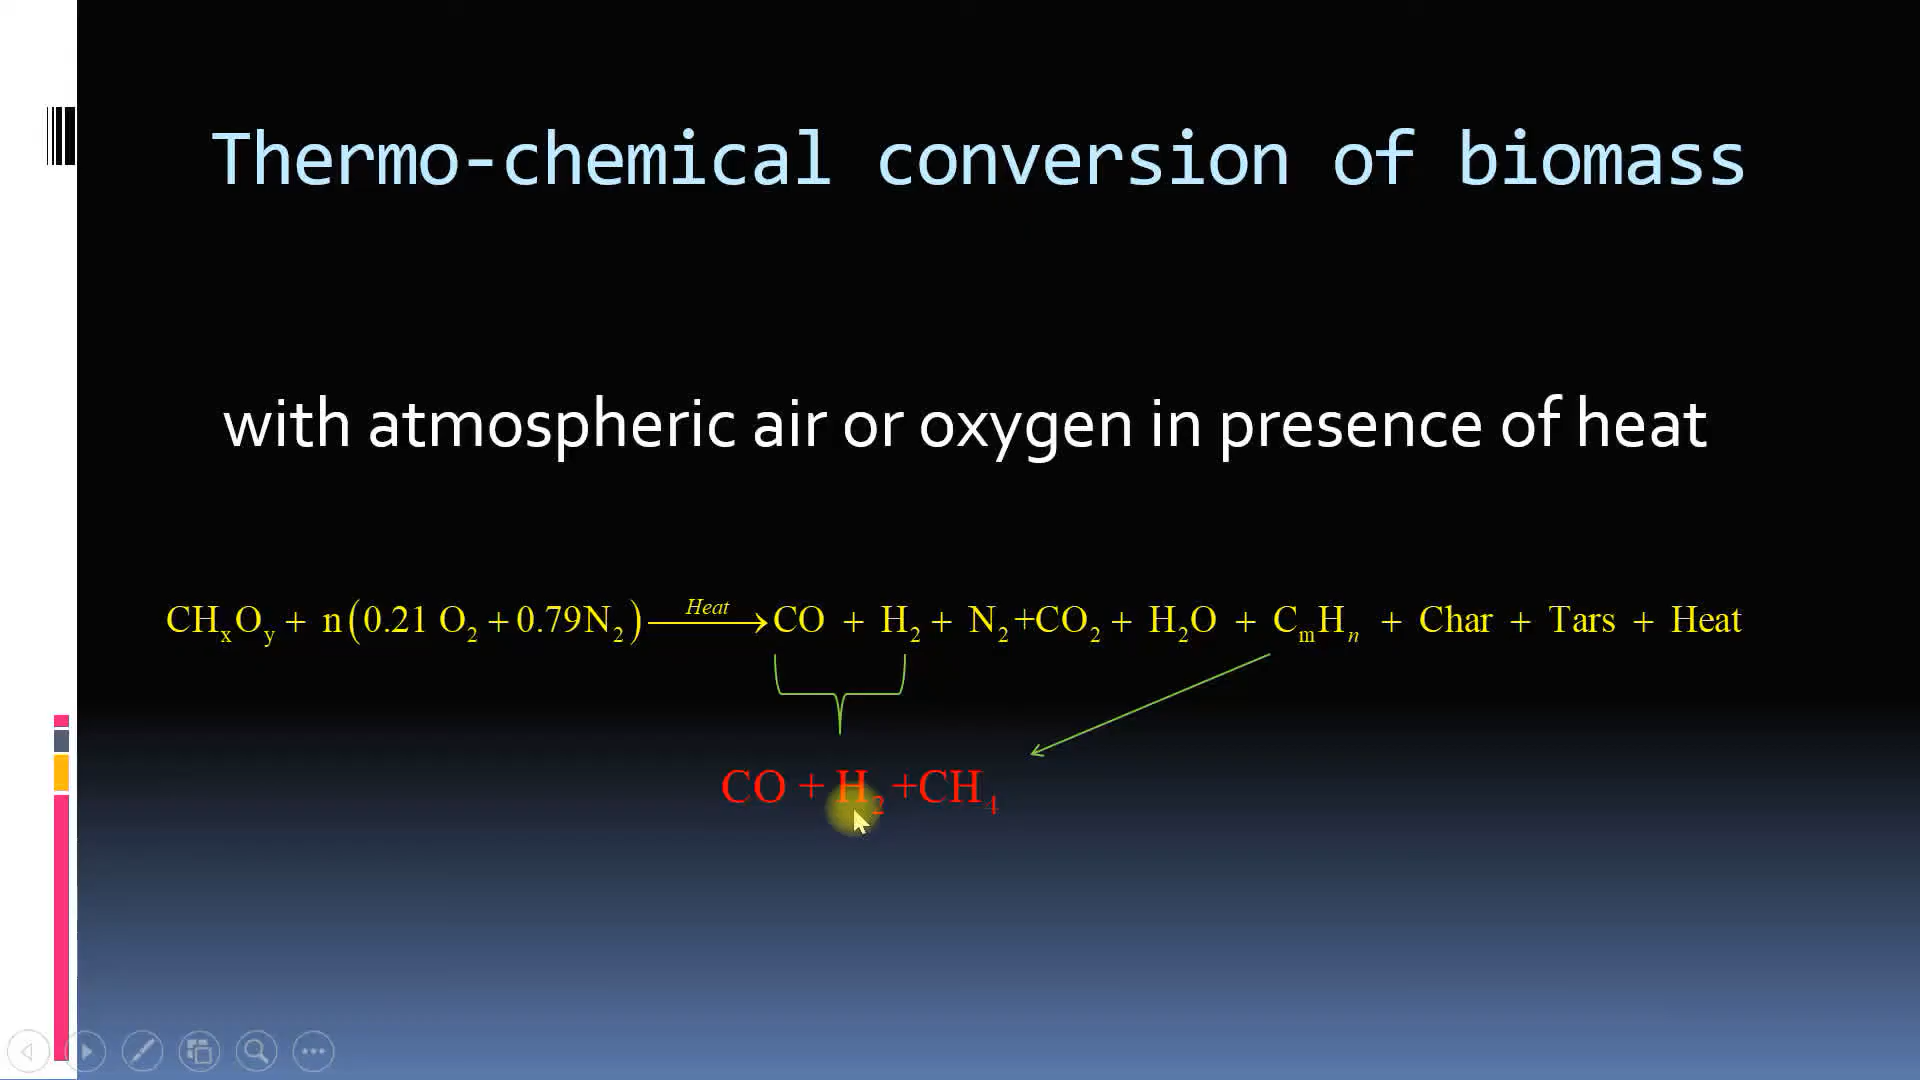 Thermo-chemical conversion of biomass
with atmospheric air or oxygen in presence of heat
CHₓOᵧ + n(0.21 O₂ + 0.79N₂) —Heat→ CO + H₂ + N₂ +CO₂ + H₂O + CₘHₙ + Char + Tars + Heat
CO + H₂ +CH₄